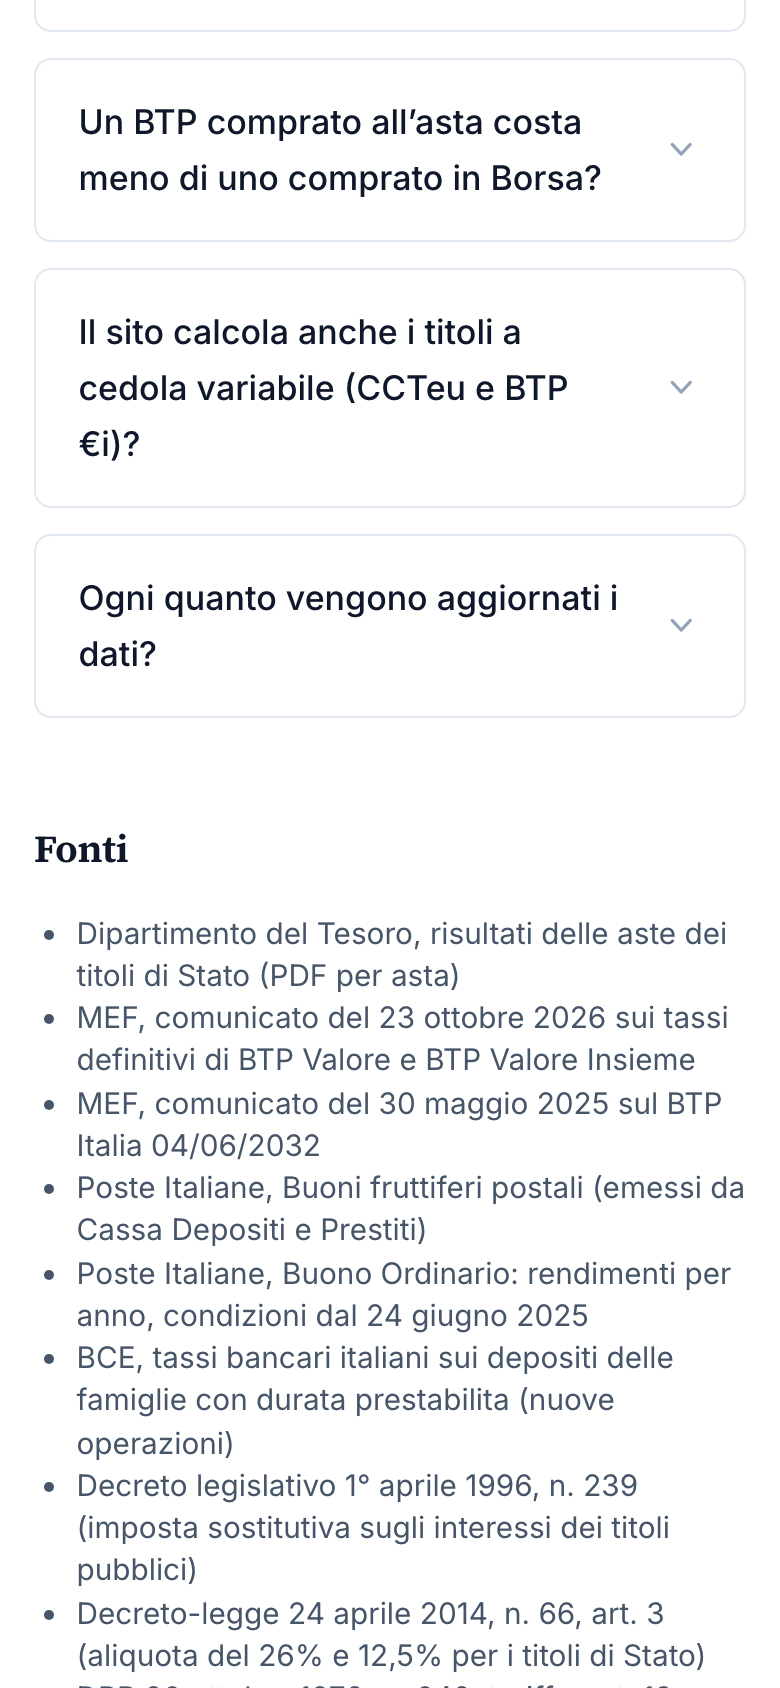 Un BTP comprato all’asta costa
meno di uno comprato in Borsa?
Il sito calcola anche i titoli a
cedola variabile (CCTeu e BTP
€i)?
Ogni quanto vengono aggiornati i
dati?
Fonti
Dipartimento del Tesoro, risultati delle aste dei
titoli di Stato (PDF per asta)
MEF, comunicato del 23 ottobre 2026 sui tassi
definitivi di BTP Valore e BTP Valore Insieme
MEF, comunicato del 30 maggio 2025 sul BTP
Italia 04/06/2032
Poste Italiane, Buoni fruttiferi postali (emessi da
Cassa Depositi e Prestiti)
Poste Italiane, Buono Ordinario: rendimenti per
anno, condizioni dal 24 giugno 2025
BCE, tassi bancari italiani sui depositi delle
famiglie con durata prestabilita (nuove
operazioni)
Decreto legislativo 1° aprile 1996, n. 239
(imposta sostitutiva sugli interessi dei titoli
pubblici)
Decreto-legge 24 aprile 2014, n. 66, art. 3
(aliquota del 26% e 12,5% per i titoli di Stato)